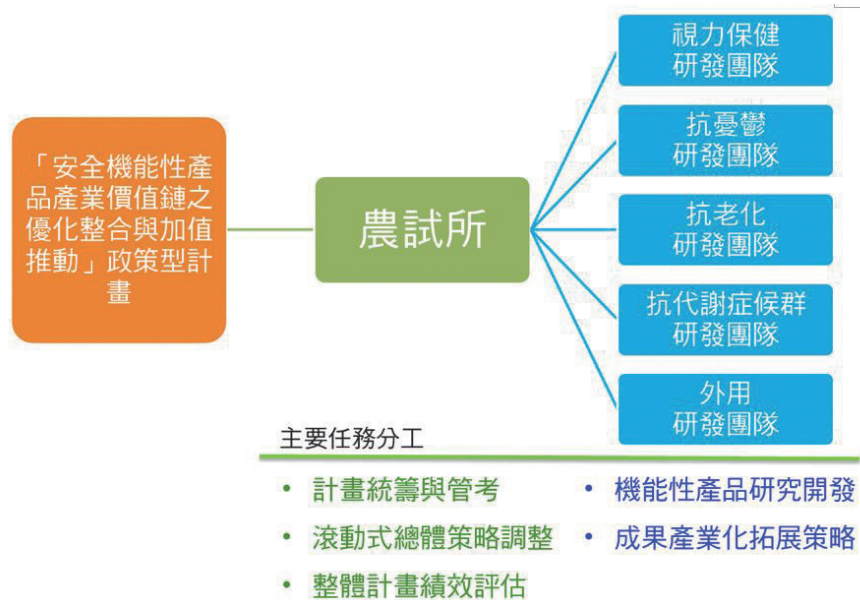 「安全機能性產
品產業價值鏈之
優化整合與加值
推動」政策型計
畫
農試所
視力保健
研發團隊
抗憂鬱
研發團隊
抗老化
研發團隊
抗代謝症候群
研發團隊
外用
研發團隊
主要任務分工
• 計畫統籌與管考
• 滾動式總體策略調整
• 整體計畫績效評估
• 機能性產品研究開發
• 成果產業化拓展策略